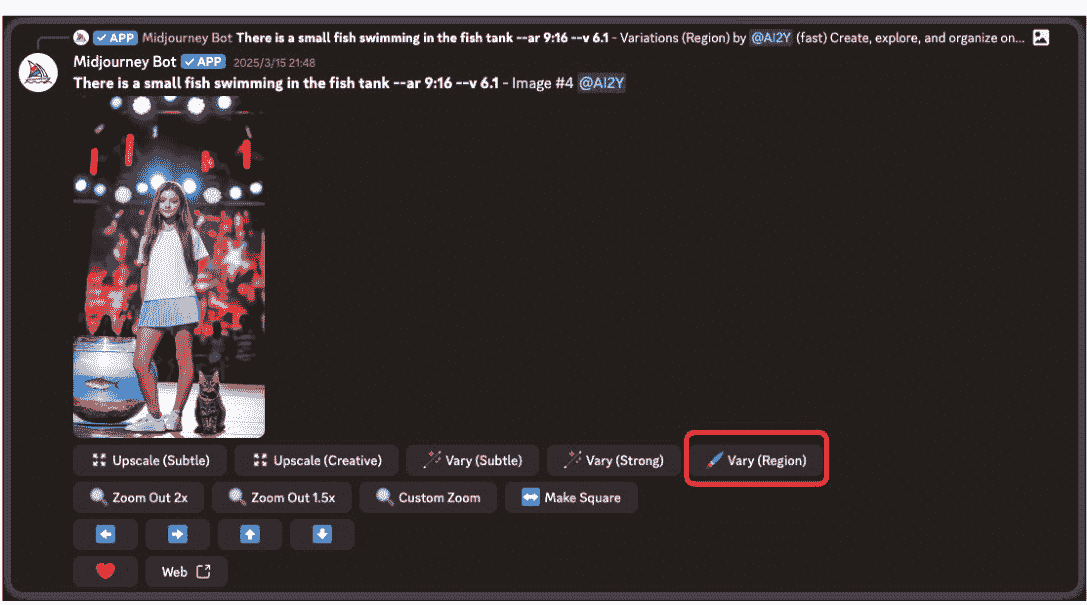 ✓ APP Midjourney Bot There is a small fish swimming in the fish tank --ar 9:16 --v 6.1 - Variations (Region) by @AI2Y (fast) Create, explore, and organize on...
Midjourney Bot ✓ APP 2025/3/15 21:48
There is a small fish swimming in the fish tank --ar 9:16 --v 6.1 - Image #4 @AI2Y
Upscale (Subtle) Upscale (Creative) Vary (Subtle) Vary (Strong) Vary (Region)
Zoom Out 2x Zoom Out 1.5x Custom Zoom Make Square
Web